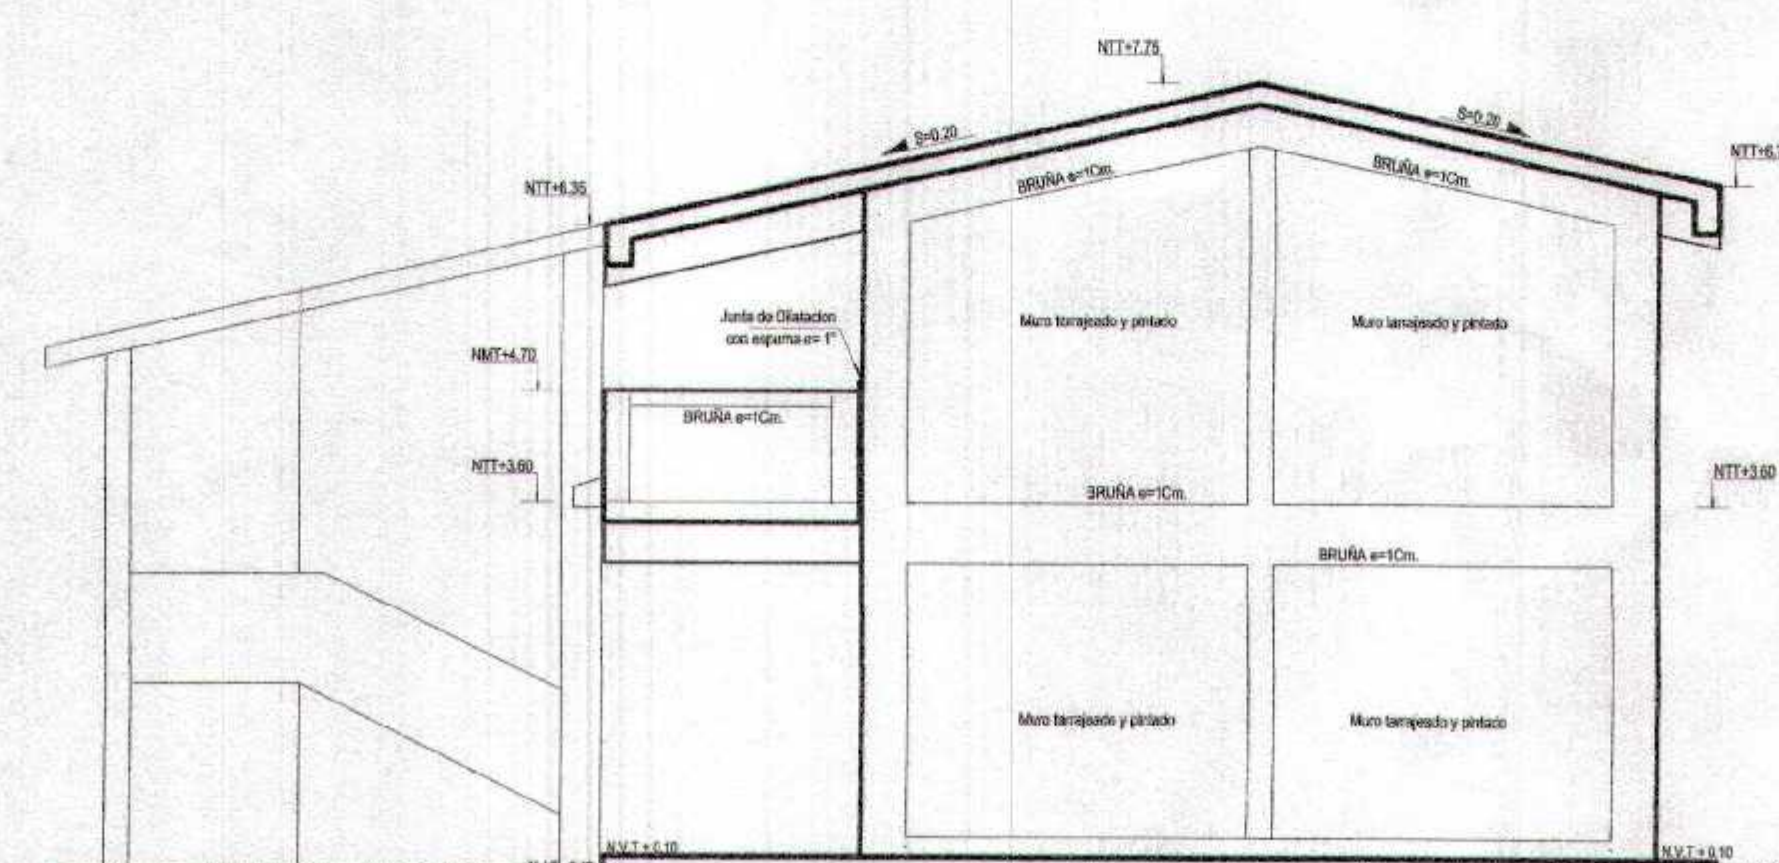 NTT+7.75
S=0.20
S=0.20
NTT+6.
NTT+6.35
BRUÑA e=1Cm.
BRUÑA e=1Cm.
Junta de Dilatacion
con espuma e= 1"
Muro tarrajeado y pintado
Muro tarrajeado y pintado
NMT+4.70
BRUÑA e=1Cm.
NTT+3.60
BRUÑA e=1Cm.
NTT+3.60
BRUÑA e=1Cm.
Muro tarrajeado y pintado
Muro tarrajeado y pintado
N.V.T + 0.10
N.V.T + 0.10